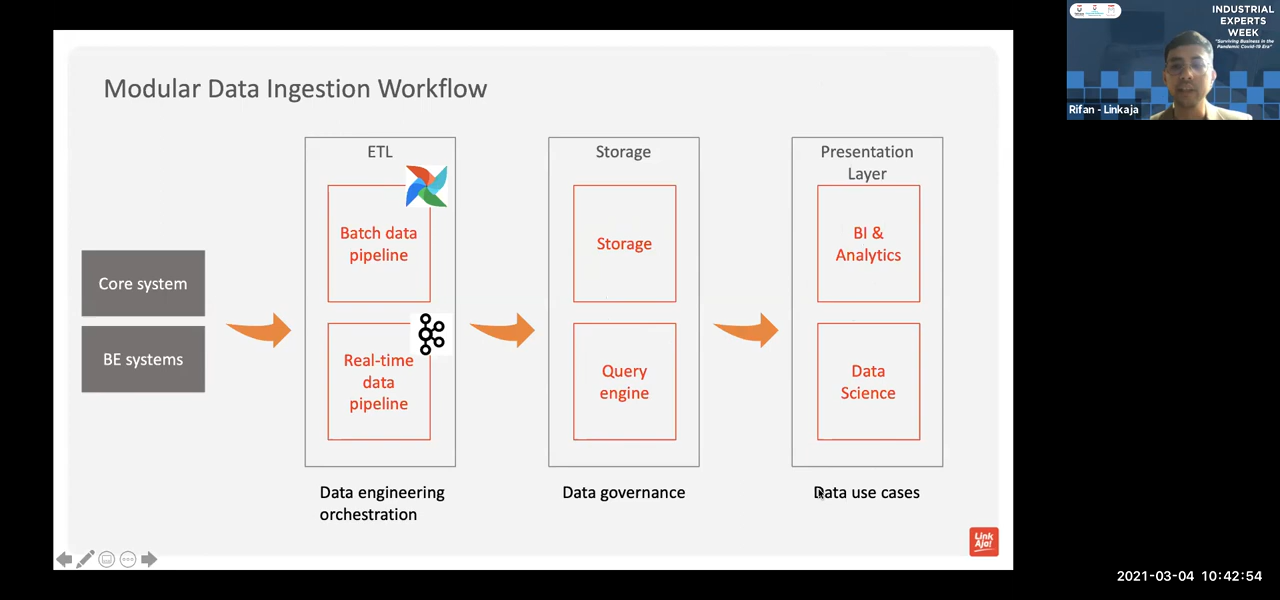 Modular Data Ingestion Workflow
Core system
BE systems
ETL
Batch data
pipeline
Real-time
data
pipeline
Data engineering
orchestration
Storage
Storage
Query
engine
Data governance
Presentation
Layer
BI &
Analytics
Data
Science
Data use cases
Link
Aja!
INDUSTRIAL
EXPERTS
WEEK
"Surviving Business in the
Pandemic Covid-19 Era"
Rifan - Linkaja
2021-03-04 10:42:54